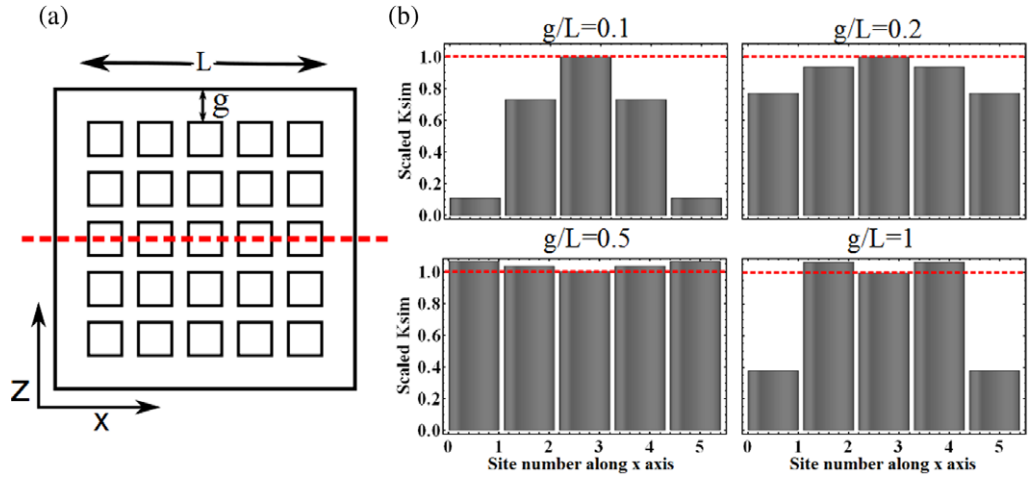 (a)
L
g
Z
X
(b)
g/L=0.1
Scaled Ksim
1.0
0.8
0.6
0.4
0.2
0.0
g/L=0.2
g/L=0.5
Scaled Ksim
1.0
0.8
0.6
0.4
0.2
0.0
0 1 2 3 4 5
Site number along x axis
g/L=1
0 1 2 3 4 5
Site number along x axis